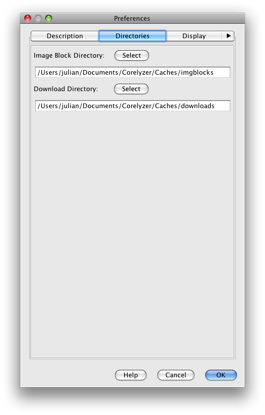 Preferences
Description Directories Display
Image Block Directory: Select
/Users/julian/Documents/Corelyzer/Caches/imgblocks
Download Directory: Select
/Users/julian/Documents/Corelyzer/Caches/downloads
Help Cancel OK